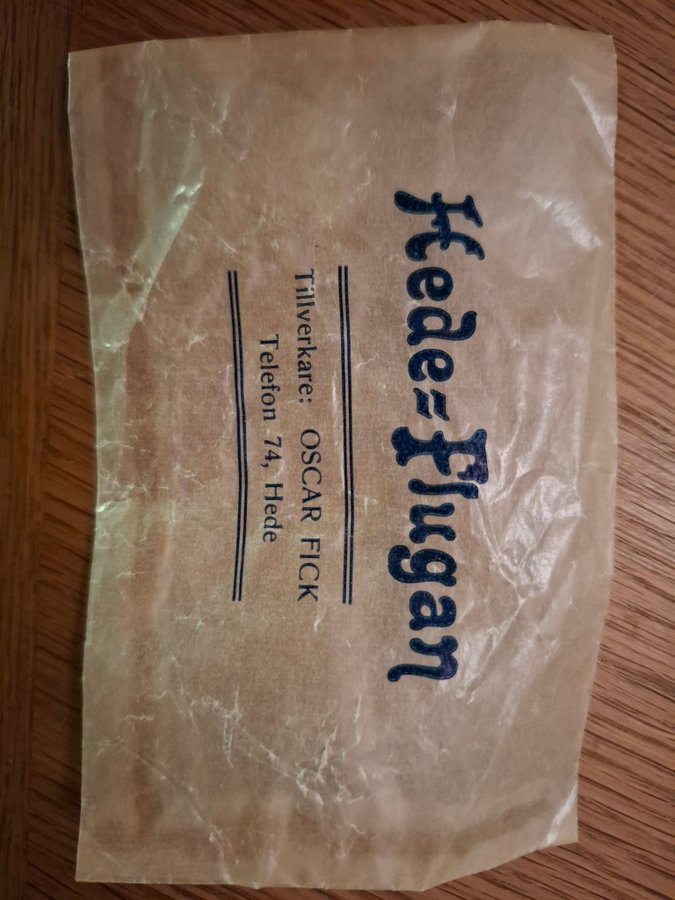 Hede=Flugan
Tillverkare: OSCAR FICK
Telefon 74, Hede